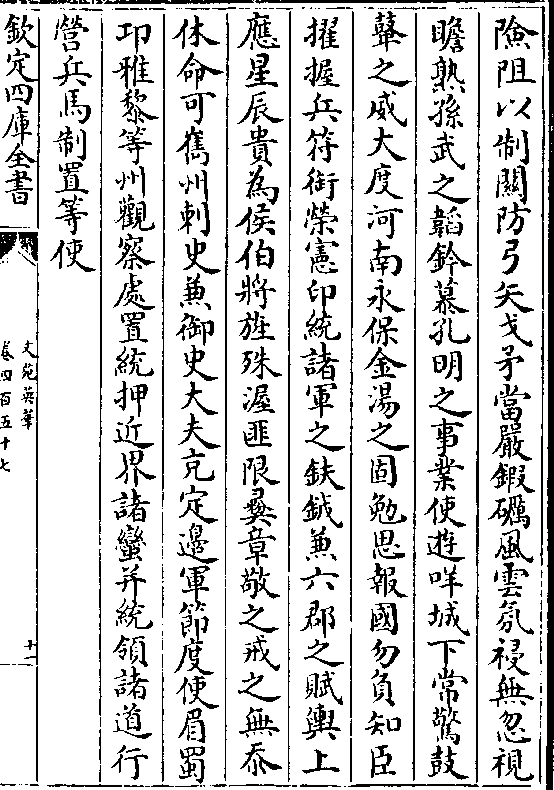 險阻以制關防弓矢戈矛當嚴鍜礪風雲氛祲無忽視
瞻熟孫武之韜鈐慕孔明之事業使逰咩城下常驚鼓
鼙之威大度河南永保金湯之固勉思報國勿負知臣
擢握兵符銜榮憲印統諸軍之鈇鉞兼六郡之賦輿上
應星辰貴為侯伯將旌殊渥匪限彛章敬之戒之無忝
休命可雟州刺史兼御史大夫充定邊軍節度使眉蜀
卭雅黎等州觀察處置統押近界諸蠻并統領諸道行
營兵馬制置等使
欽定四庫全書
文苑英華
卷四百五十七
十一